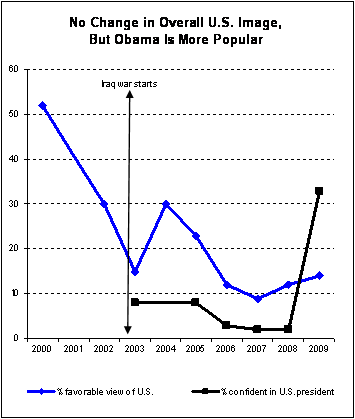 No Change in Overall U.S. Image,
But Obama Is More Popular
60
Iraq war starts
50
40
30
20
10
0
2000 2001 2002 2003 2004 2005 2006 2007 2008 2009
% favorable view of U.S. % confident in U.S. president